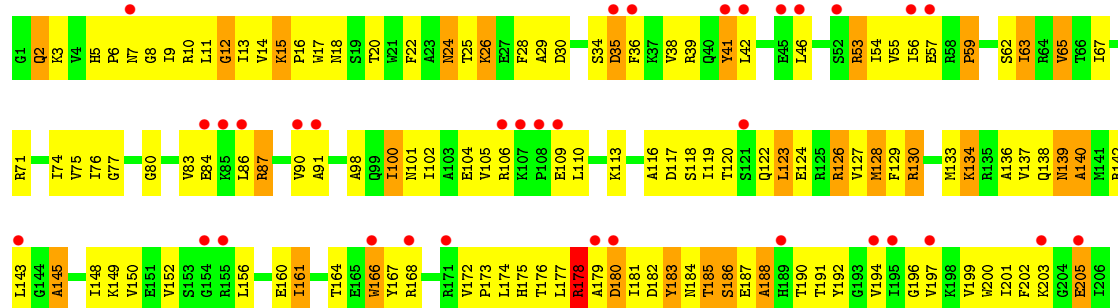 G1 Q2 K3 V4 H5 P6 N7 G8 I9 R10 L11 G12 I13 V14 K15 P16 W17 N18 S19 T20 W21 F22 A23 N24 T25 K26 E27 F28 A29 D30 S34 D35 F36 K37 V38 R39 Q40 Y41 L42 E45 L46 S52 R53 I54 V55 I56 E57 R58 P59 S62 I63 R64 V65 T66 I67
R71 I74 V75 I76 G77 G80 V83 E84 K85 L86 R87 V90 A91 A98 Q99 I100 N101 I102 A103 E104 V105 R106 K107 P108 E109 L110 K113 A116 D117 S118 I119 T120 S121 Q122 L123 E124 R125 R126 V127 M128 F129 R130 M133 K134 R135 A136 V137 Q138 N139 A140 M141 R142
L143 G144 A145 I148 K149 V150 E151 V152 S153 G154 R155 L156 E160 I161 T164 E165 W166 Y167 R168 R171 V172 P173 L174 H175 T176 L177 R178 A179 D180 I181 D182 Y183 N184 T185 S186 E187 A188 H189 T190 T191 Y192 G193 V194 I195 G196 V197 K198 V199 W200 I201 F202 K203 G204 E205 I206